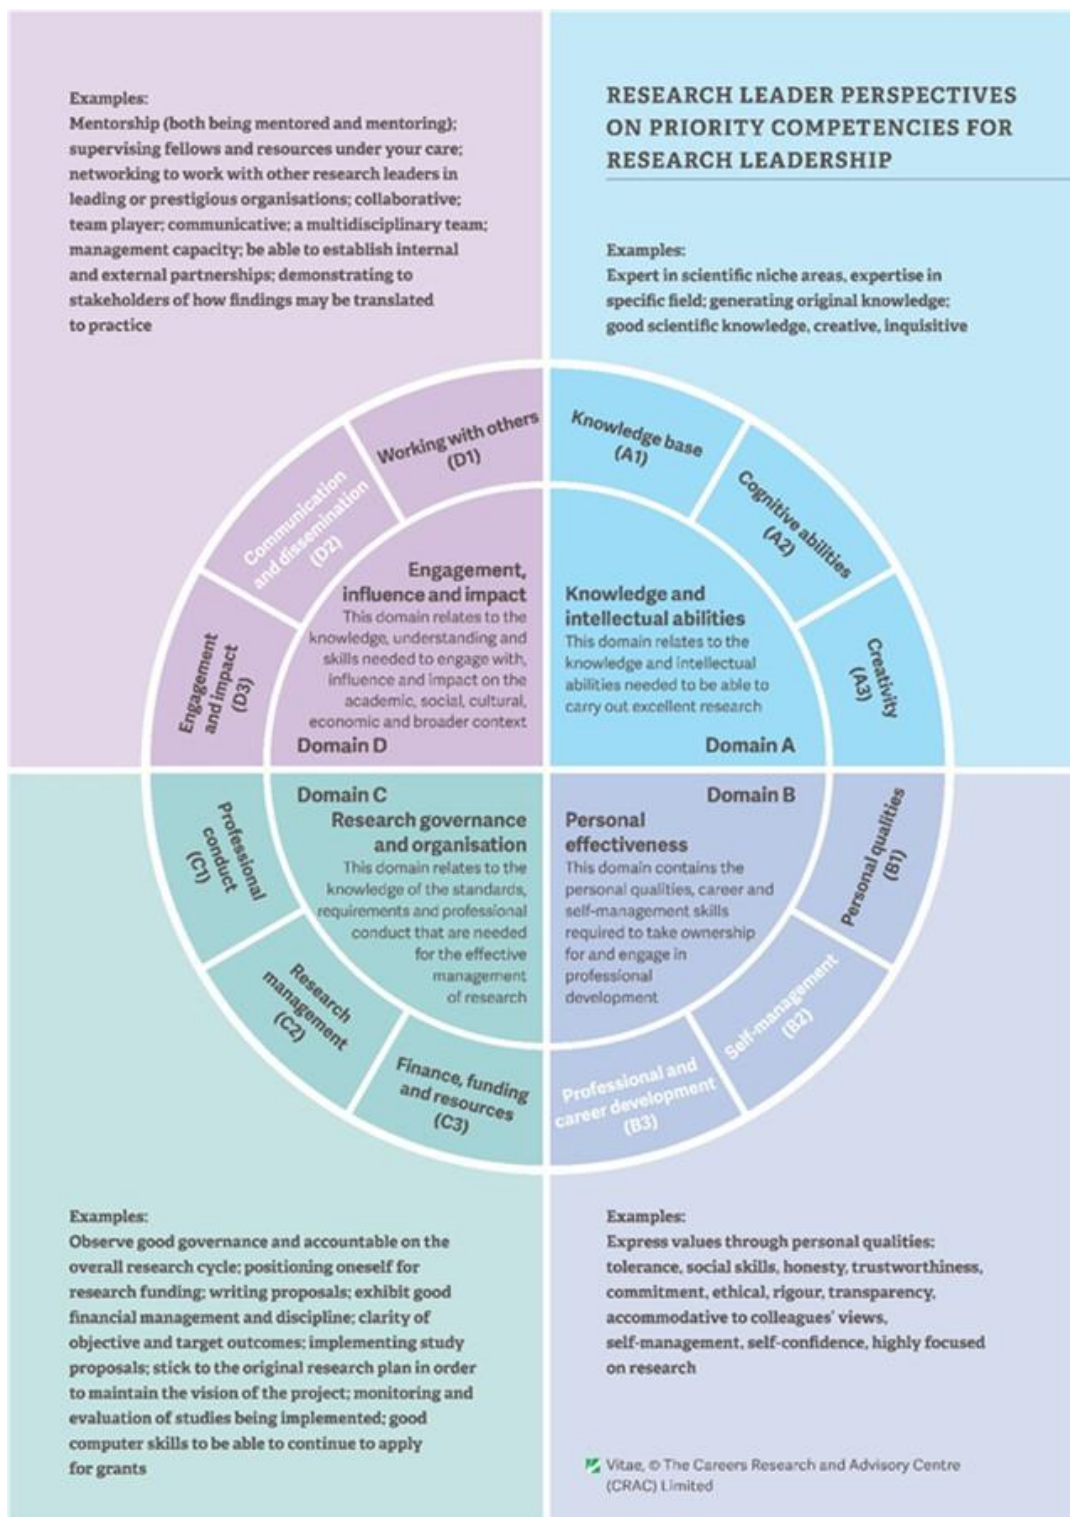 RESEARCH LEADER PERSPECTIVES
ON PRIORITY COMPETENCIES FOR
RESEARCH LEADERSHIP
Examples:
Mentorship (both being mentored and mentoring);
supervising fellows and resources under your care;
networking to work with other research leaders in
leading or prestigious organisations; collaborative;
team player; communicative; a multidisciplinary team;
management capacity; be able to establish internal
and external partnerships; demonstrating to
stakeholders of how findings may be translated
to practice
Examples:
Expert in scientific niche areas, expertise in
specific field; generating original knowledge;
good scientific knowledge, creative, inquisitive
Working with others
(D1)
Communication
and dissemination
(D2)
Engagement
and impact
(D3)
Engagement,
influence and impact
This domain relates to the
knowledge, understanding and
skills needed to engage with,
influence and impact on the
academic, social, cultural,
economic and broader context
Domain D
Knowledge base
(A1)
Cognitive abilities
(A2)
Creativity
(A3)
Knowledge and
intellectual abilities
This domain relates to the
knowledge and intellectual
abilities needed to be able to
carry out excellent research
Domain A
Domain C
Research governance
and organisation
This domain relates to the
knowledge of the standards,
requirements and professional
conduct that are needed
for the effective
management
of research
Professional
conduct
(C1)
Research
management
(C2)
Finance, funding
and resources
(C3)
Domain B
Personal
effectiveness
This domain contains the
personal qualities, career and
self-management skills
required to take ownership
for and engage in
professional
development
Personal qualities
(B1)
Self-management
(B2)
Professional and
career development
(B3)
Examples:
Observe good governance and accountable on the
overall research cycle; positioning oneself for
research funding; writing proposals; exhibit good
financial management and discipline; clarity of
objective and target outcomes; implementing study
proposals; stick to the original research plan in order
to maintain the vision of the project; monitoring and
evaluation of studies being implemented; good
computer skills to be able to continue to apply
for grants
Examples:
Express values through personal qualities:
tolerance, social skills, honesty, trustworthiness,
commitment, ethical, rigour, transparency,
accommodative to colleagues' views,
self-management, self-confidence, highly focused
on research
Vitae, © The Careers Research and Advisory Centre
(CRAC) Limited